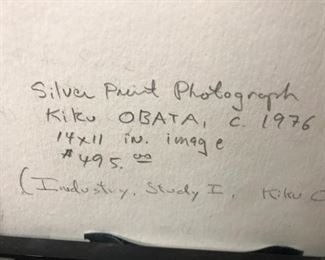 Silver Print Photograph
Kiku OBATA, c. 1976
14x11 in. image
$495.00
(Industry, Study I, Kiku